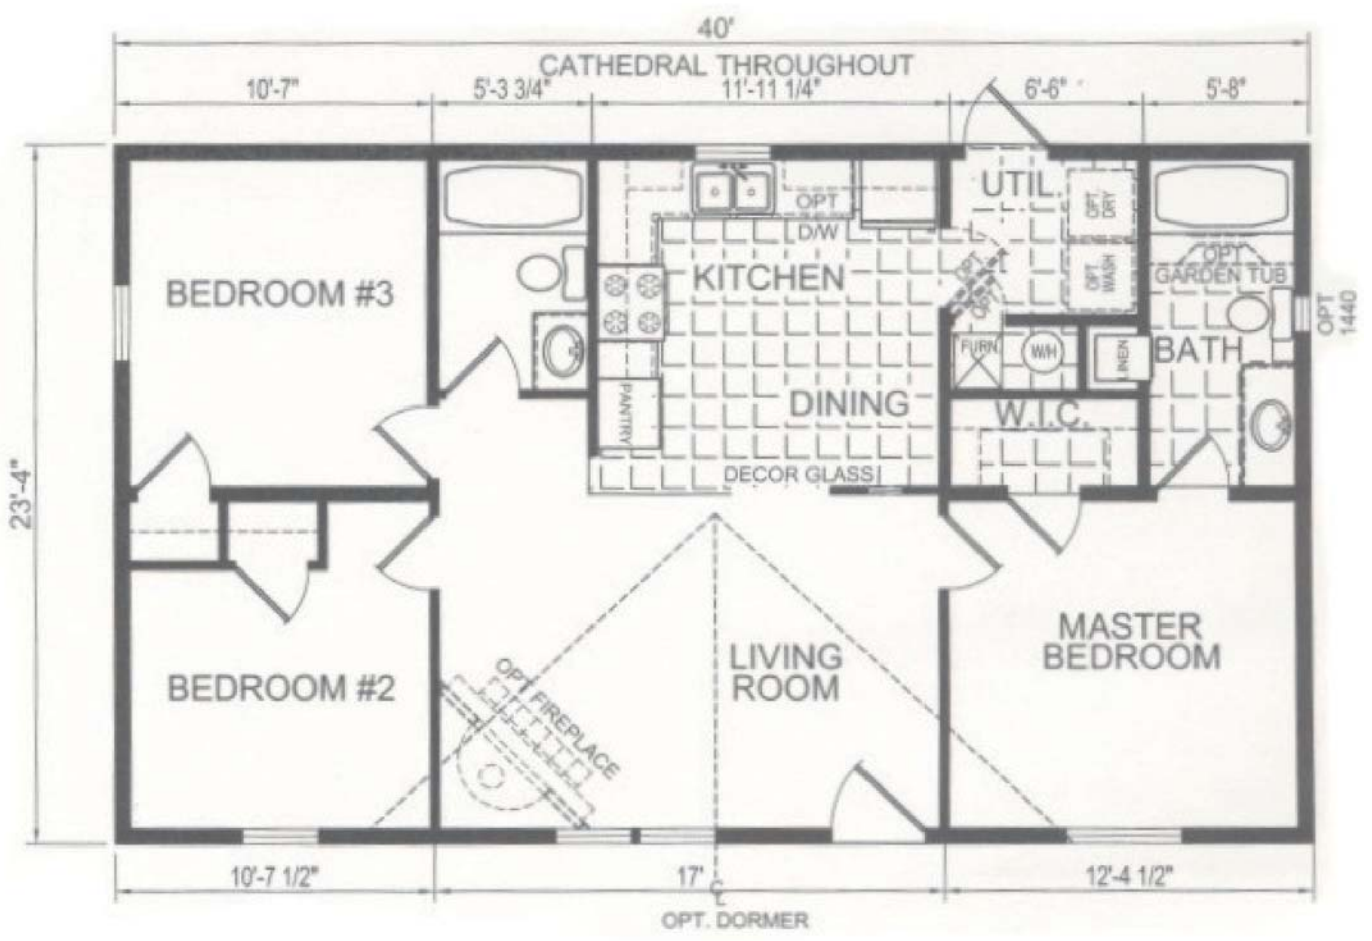 40'
CATHEDRAL THROUGHOUT
10'-7"
5'-3 3/4"
11'-11 1/4"
6'-6"
5'-8"
UTIL.
OPT
DRY
OPT
D/W
OPT
WASH
OPT
OPT
OPT
GARDEN TUB
KITCHEN
BEDROOM #3
OPT
1440
FURN.
W/H
LINEN
BATH
PANTRY
DINING
W.I.C.
DECOR GLASS
23'-4"
MASTER
BEDROOM
LIVING
ROOM
BEDROOM #2
OPT. FIREPLACE
10'-7 1/2"
17'
12'-4 1/2"
CL
OPT. DORMER